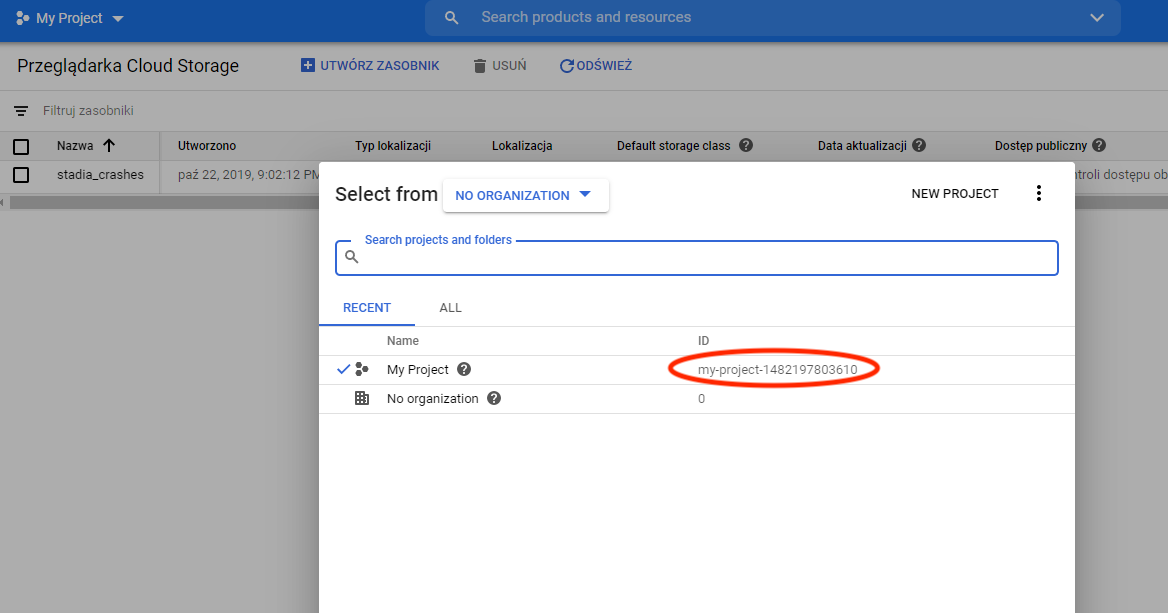 My Project
Search products and resources
Przeglądarka Cloud Storage
UTWÓRZ ZASOBNIK
USUŃ
ODŚWIEŻ
Filtruj zasobniki
Nazwa
Utworzono
Typ lokalizacji
Lokalizacja
Default storage class
Data aktualizacji
Dostęp publiczny
stadia_crashes
paź 22, 2019, 9:02:12 PM
ntroli dostępu ob
Select from
NO ORGANIZATION
NEW PROJECT
Search projects and folders
RECENT
ALL
Name
ID
My Project
my-project-1482197803610
No organization
0